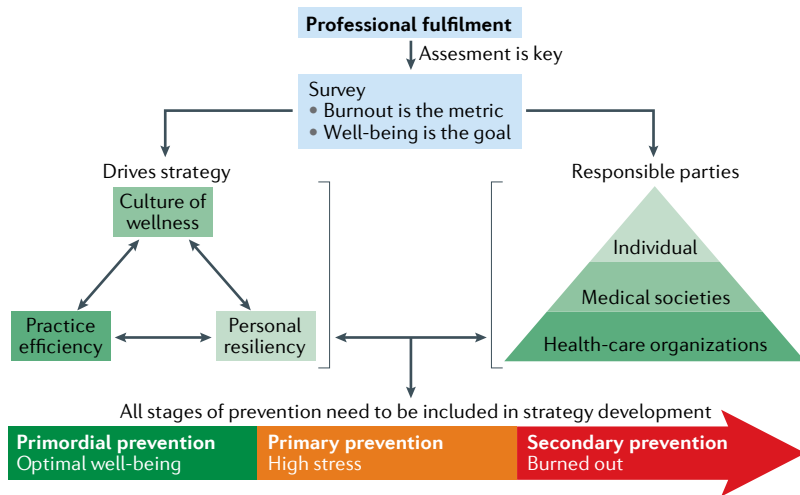 Professional fulfilment
Assesment is key
Survey
• Burnout is the metric
• Well-being is the goal
Drives strategy
Responsible parties
Culture of
wellness
Practice
efficiency
Personal
resiliency
Individual
Medical societies
Health-care organizations
All stages of prevention need to be included in strategy development
Primordial prevention
Optimal well-being
Primary prevention
High stress
Secondary prevention
Burned out